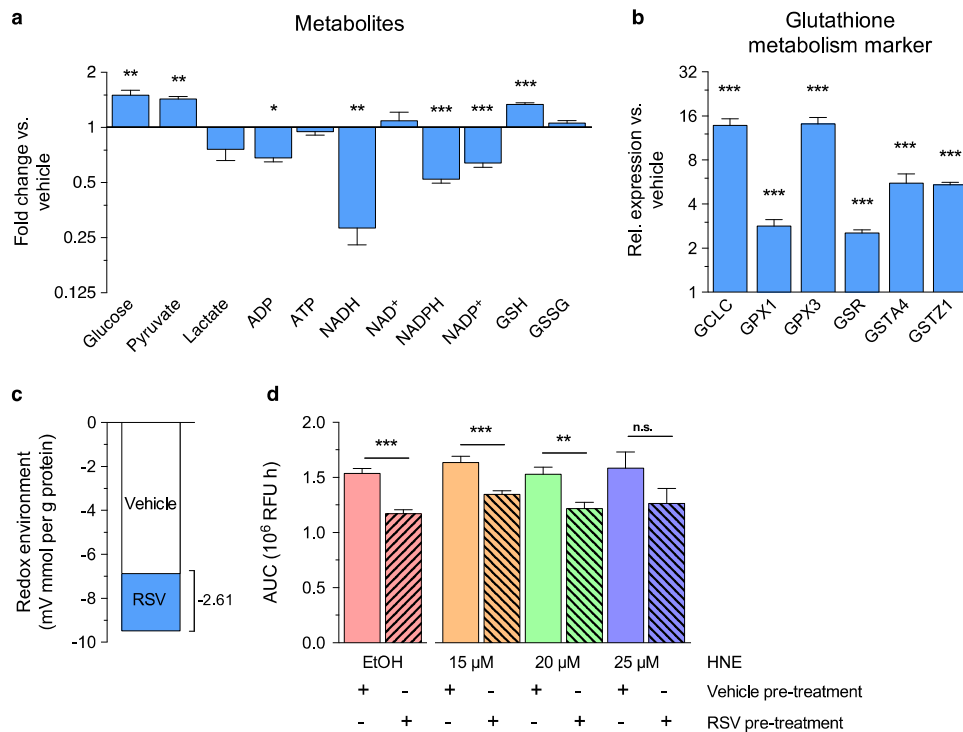 a
Metabolites
Fold change vs.
vehicle
2
1
0.5
0.25
0.125
** ** * ** *** *** ***
Glucose
Pyruvate
Lactate
ADP
ATP
NADH
NAD⁺
NADPH
NADP⁺
GSH
GSSG
b
Glutathione
metabolism marker
Rel. expression vs.
vehicle
32
16
8
4
2
1
*** *** *** *** *** ***
GCLC
GPX1
GPX3
GSR
GSTA4
GSTZ1
c
Redox environment
(mV mmol per g protein)
0
-2
-4
-6
-8
-10
Vehicle
RSV
-2.61
d
AUC (10⁶ RFU h)
2.0
1.5
1.0
0.5
0.0
*** *** ** n.s.
EtOH 15 µM 20 µM 25 µM HNE
+ - + - + - + - Vehicle pre-treatment
- + - + - + - + RSV pre-treatment